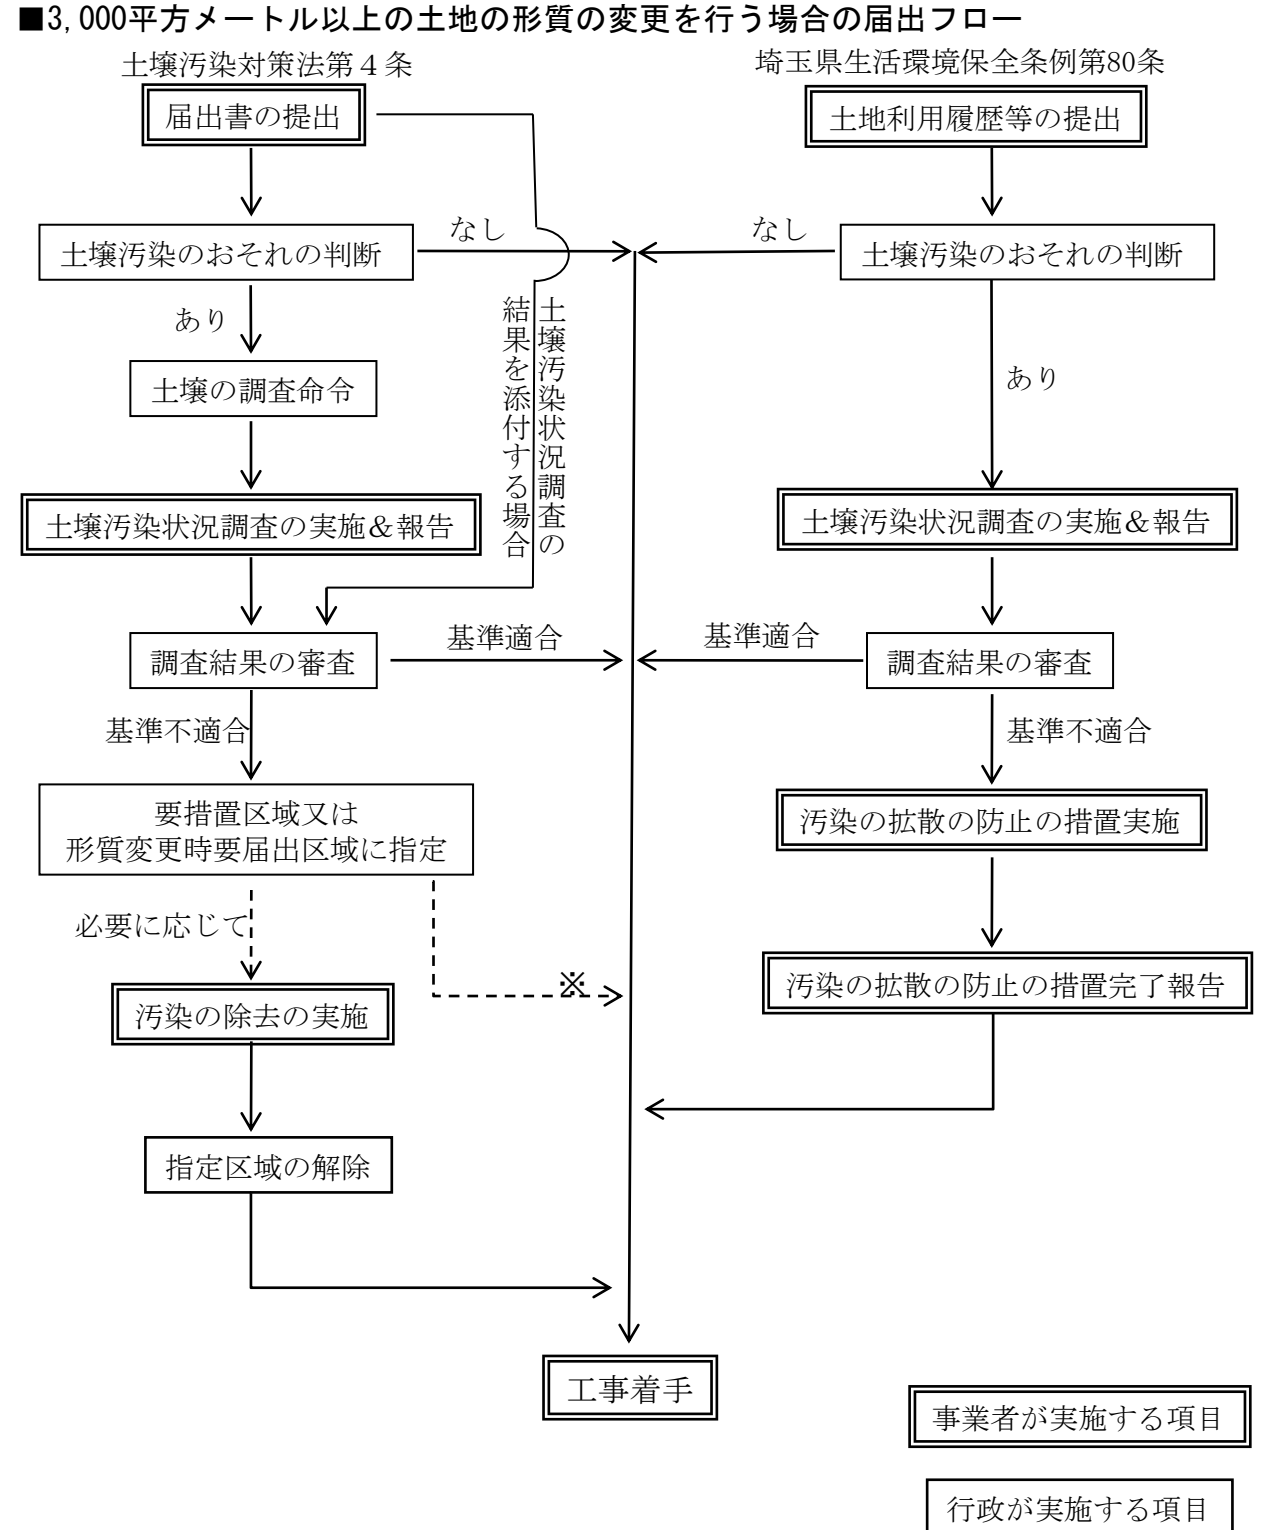 ■3,000平方メートル以上の土地の形質の変更を行う場合の届出フロー
土壌汚染対策法第４条
届出書の提出
土壌汚染のおそれの判断
なし
あり
土壌の調査命令
土壌汚染状況調査の
結果を添付する場合
土壌汚染状況調査の実施＆報告
調査結果の審査
基準適合
基準不適合
要措置区域又は
形質変更時要届出区域に指定
必要に応じて
※
汚染の除去の実施
指定区域の解除
埼玉県生活環境保全条例第80条
土地利用履歴等の提出
土壌汚染のおそれの判断
なし
あり
土壌汚染状況調査の実施＆報告
調査結果の審査
基準適合
基準不適合
汚染の拡散の防止の措置実施
汚染の拡散の防止の措置完了報告
工事着手
事業者が実施する項目
行政が実施する項目